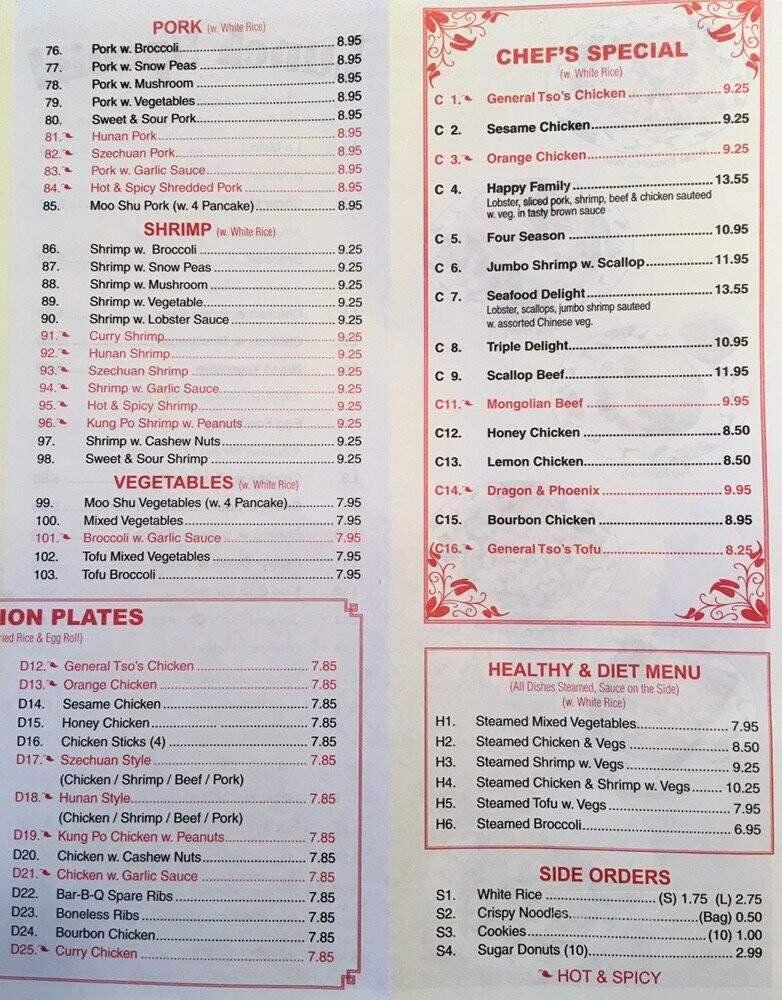 PORK (w. White Rice)
76. Pork w. Broccoli 8.95
77. Pork w. Snow Peas 8.95
78. Pork w. Mushroom 8.95
79. Pork w. Vegetables 8.95
80. Sweet & Sour Pork 8.95
81. Hunan Pork 8.95
82. Szechuan Pork 8.95
83. Pork w. Garlic Sauce 8.95
84. Hot & Spicy Shredded Pork 8.95
85. Moo Shu Pork (w. 4 Pancake) 8.95
SHRIMP (w. White Rice)
86. Shrimp w. Broccoli 9.25
87. Shrimp w. Snow Peas 9.25
88. Shrimp w. Mushroom 9.25
89. Shrimp w. Vegetable 9.25
90. Shrimp w. Lobster Sauce 9.25
91. Curry Shrimp 9.25
92. Hunan Shrimp 9.25
93. Szechuan Shrimp 9.25
94. Shrimp w. Garlic Sauce 9.25
95. Hot & Spicy Shrimp 9.25
96. Kung Po Shrimp w. Peanuts 9.25
97. Shrimp w. Cashew Nuts 9.25
98. Sweet & Sour Shrimp 9.25
VEGETABLES (w. White Rice)
99. Moo Shu Vegetables (w. 4 Pancake) 7.95
100. Mixed Vegetables 7.95
101. Broccoli w. Garlic Sauce 7.95
102. Tofu Mixed Vegetables 7.95
103. Tofu Broccoli 7.95
ION PLATES
ried Rice & Egg Roll)
D12. General Tso's Chicken 7.85
D13. Orange Chicken 7.85
D14. Sesame Chicken 7.85
D15. Honey Chicken 7.85
D16. Chicken Sticks (4) 7.85
D17. Szechuan Style 7.85
(Chicken / Shrimp / Beef / Pork)
D18. Hunan Style 7.85
(Chicken / Shrimp / Beef / Pork)
D19. Kung Po Chicken w. Peanuts 7.85
D20. Chicken w. Cashew Nuts 7.85
D21. Chicken w. Garlic Sauce 7.85
D22. Bar-B-Q Spare Ribs 7.85
D23. Boneless Ribs 7.85
D24. Bourbon Chicken 7.85
D25. Curry Chicken 7.85
CHEF'S SPECIAL
(w. White Rice)
C 1. General Tso's Chicken 9.25
C 2. Sesame Chicken 9.25
C 3. Orange Chicken 9.25
C 4. Happy Family 13.55
Lobster, sliced pork, shrimp, beef & chicken sauteed
w. veg. in tasty brown sauce
C 5. Four Season 10.95
C 6. Jumbo Shrimp w. Scallop 11.95
C 7. Seafood Delight 13.55
Lobster, scallops, jumbo shrimp sauteed
w. assorted Chinese veg.
C 8. Triple Delight 10.95
C 9. Scallop Beef 11.95
C11. Mongolian Beef 9.95
C12. Honey Chicken 8.50
C13. Lemon Chicken 8.50
C14. Dragon & Phoenix 9.95
C15. Bourbon Chicken 8.95
C16. General Tso's Tofu 8.25
HEALTHY & DIET MENU
(All Dishes Steamed, Sauce on the Side)
(w. White Rice)
H1. Steamed Mixed Vegetables 7.95
H2. Steamed Chicken & Vegs 8.50
H3. Steamed Shrimp w. Vegs 9.25
H4. Steamed Chicken & Shrimp w. Vegs 10.25
H5. Steamed Tofu w. Vegs 7.95
H6. Steamed Broccoli 6.95
SIDE ORDERS
S1. White Rice (S) 1.75 (L) 2.75
S2. Crispy Noodles (Bag) 0.50
S3. Cookies (10) 1.00
S4. Sugar Donuts (10) 2.99
HOT & SPICY